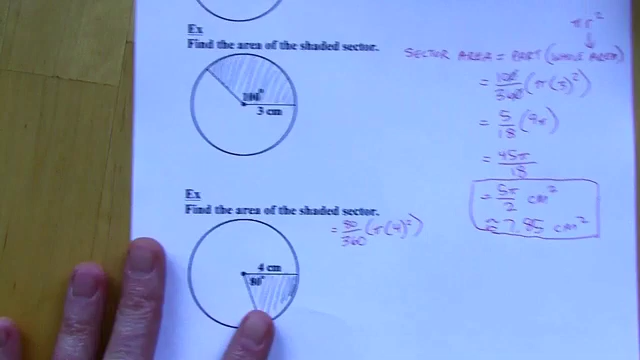 Ex
Find the area of the shaded sector.
100°
3 cm
πr²
↓
SECTOR AREA = PART (WHOLE AREA)
= 100/360 (π(3)²)
= 5/18 (9π)
= 45π/18
= 5π/2 cm²
≈ 7.85 cm²
Ex
Find the area of the shaded sector.
4 cm
80°
= 80/360 (π(4)²)